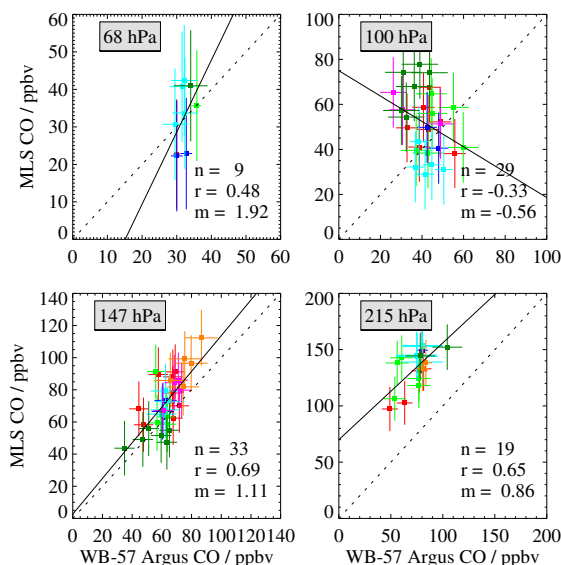 68 hPa
n = 9
r = 0.48
m = 1.92
MLS CO / ppbv
0
10
20
30
40
50
60
0 10 20 30 40 50 60
100 hPa
n = 29
r = -0.33
m = -0.56
0
20
40
60
80
100
0 20 40 60 80 100
147 hPa
n = 33
r = 0.69
m = 1.11
MLS CO / ppbv
0
20
40
60
80
100
120
140
0 20 40 60 80 100 120 140
WB-57 Argus CO / ppbv
215 hPa
n = 19
r = 0.65
m = 0.86
0
50
100
150
200
0 50 100 150 200
WB-57 Argus CO / ppbv